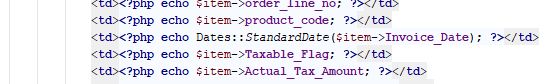 <td><?php echo $item->order_line_no; ?></td>
<td><?php echo $item->product_code; ?></td>
<td><?php echo Dates::StandardDate($item->Invoice_Date); ?></td>
<td><?php echo $item->Taxable_Flag; ?></td>
<td><?php echo $item->Actual_Tax_Amount; ?></td>